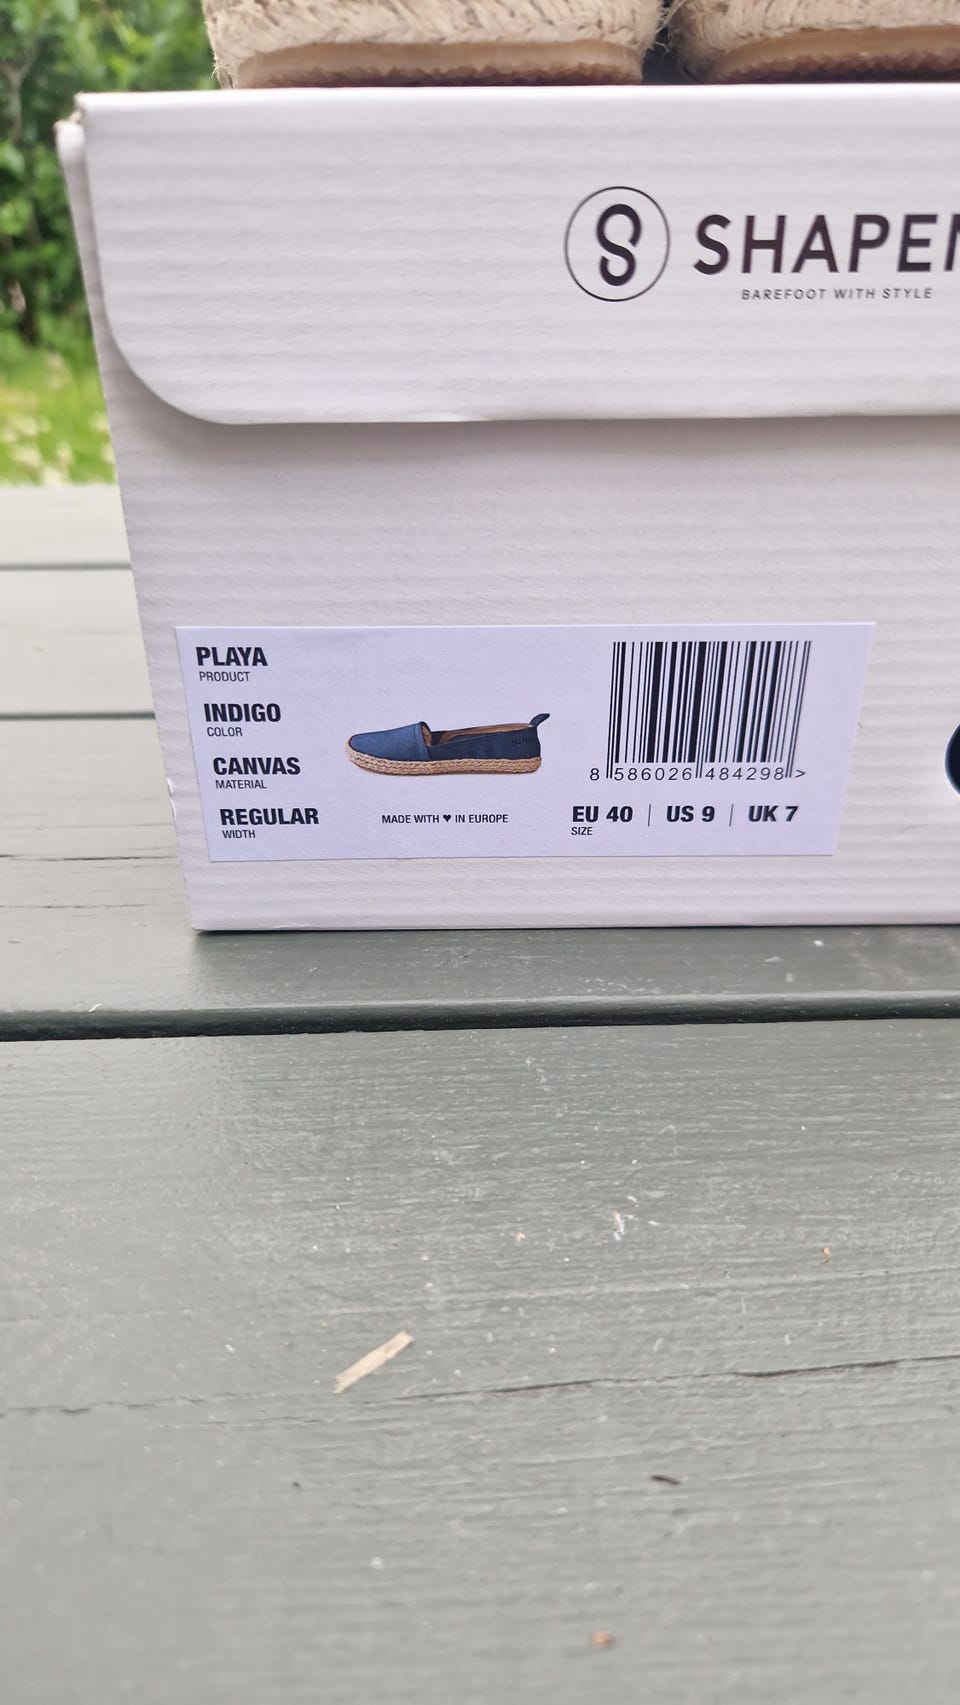 SHAPEN
BAREFOOT WITH STYLE
PLAYA
PRODUCT
INDIGO
COLOR
CANVAS
MATERIAL
REGULAR
WIDTH
MADE WITH ♥ IN EUROPE
8 586026 484298 >
EU 40 | US 9 | UK 7
SIZE